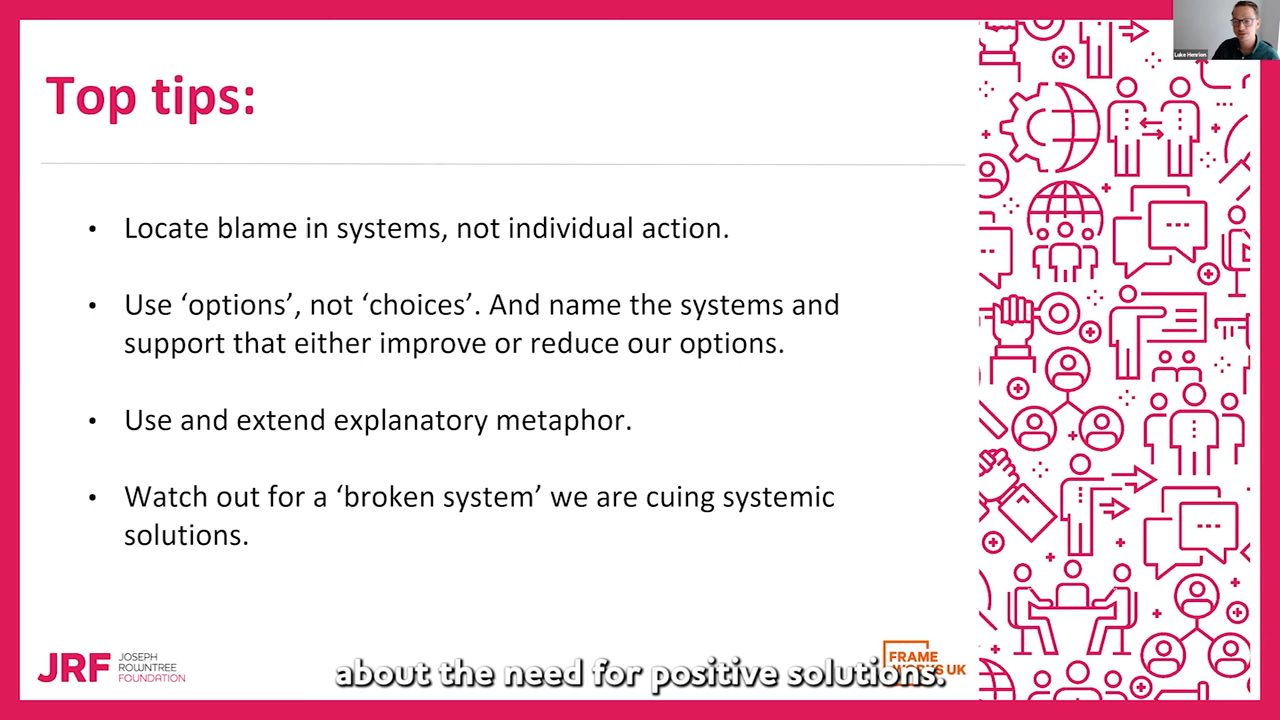 Luke Henrion
Top tips:
• Locate blame in systems, not individual action.
• Use ‘options’, not ‘choices’. And name the systems and
support that either improve or reduce our options.
• Use and extend explanatory metaphor.
• Watch out for a ‘broken system’ we are cuing systemic
solutions.
JRF
JOSEPH
ROUNTREE
FOUNDATION
FRAME
WORKS UK
about the need for positive solutions.